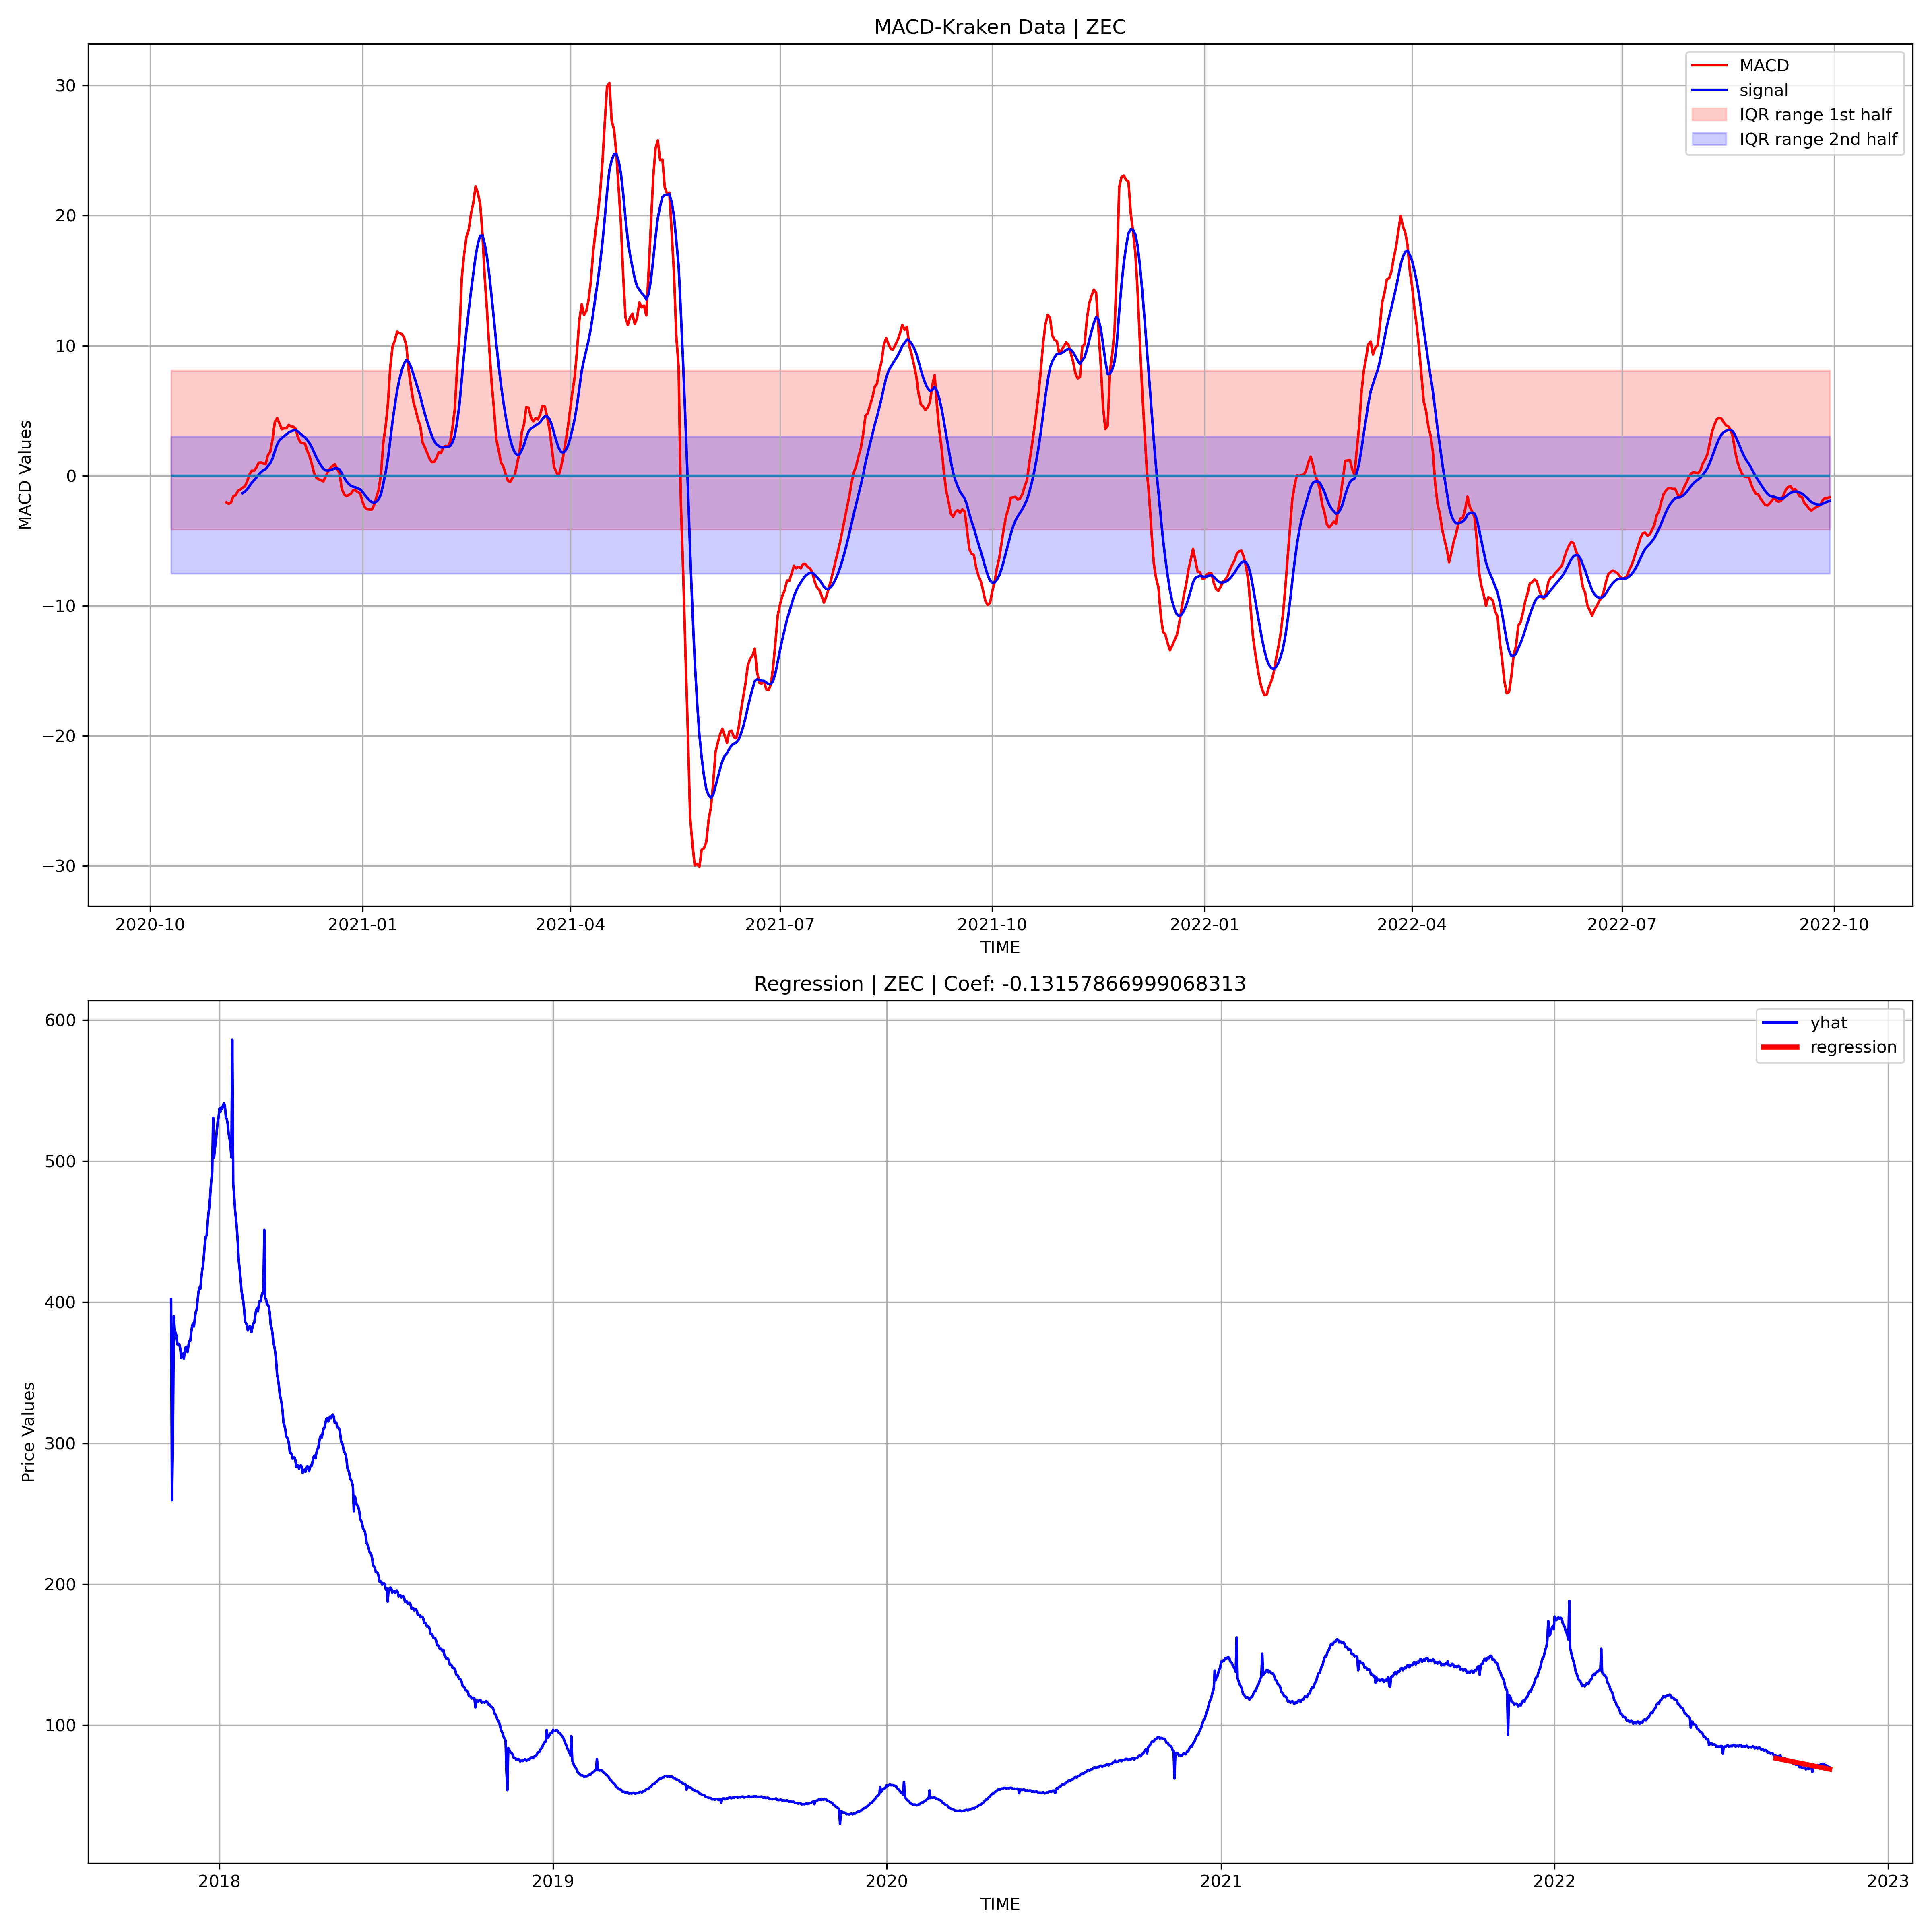 MACD-Kraken Data | ZEC
MACD
signal
IQR range 1st half
IQR range 2nd half
30
20
10
0
−10
−20
−30
MACD Values
2020-10 2021-01 2021-04 2021-07 2021-10 2022-01 2022-04 2022-07 2022-10
TIME
Regression | ZEC | Coef: -0.13157866999068313
yhat
regression
600
500
400
300
200
100
Price Values
2018 2019 2020 2021 2022 2023
TIME